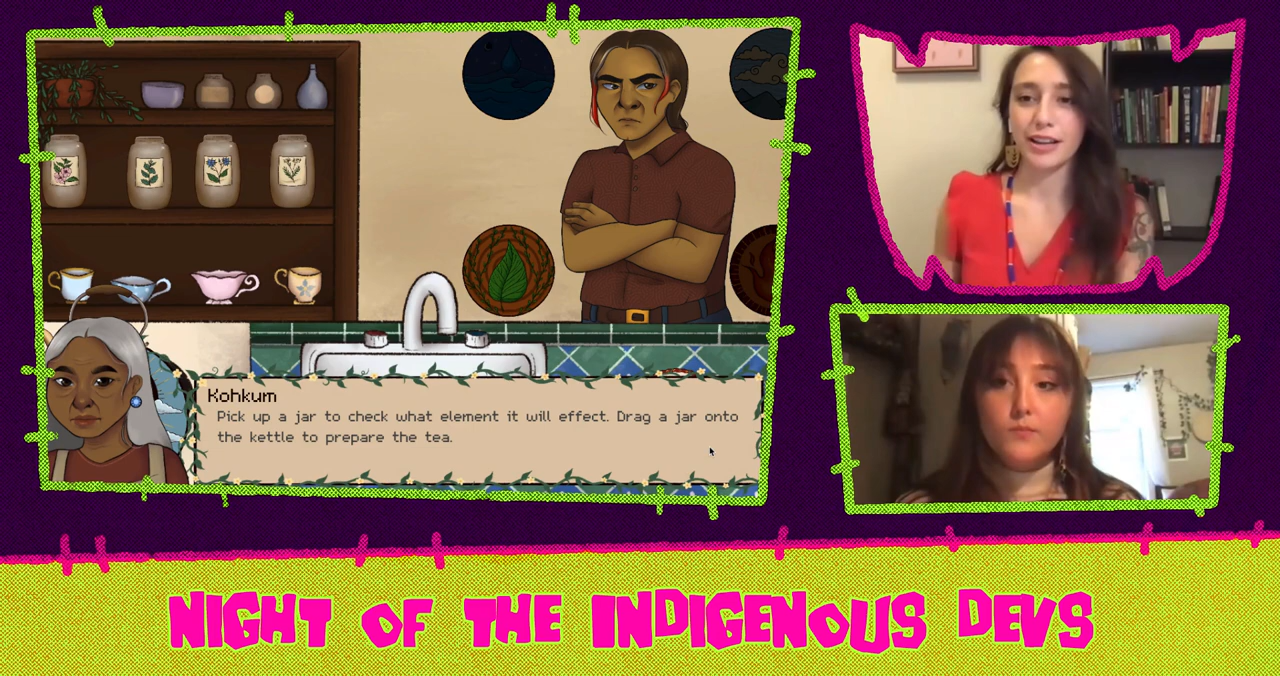 Kohkum
Pick up a jar to check what element it will effect. Drag a jar onto
the kettle to prepare the tea.
NIGHT OF THE INDIGENOUS DEVS